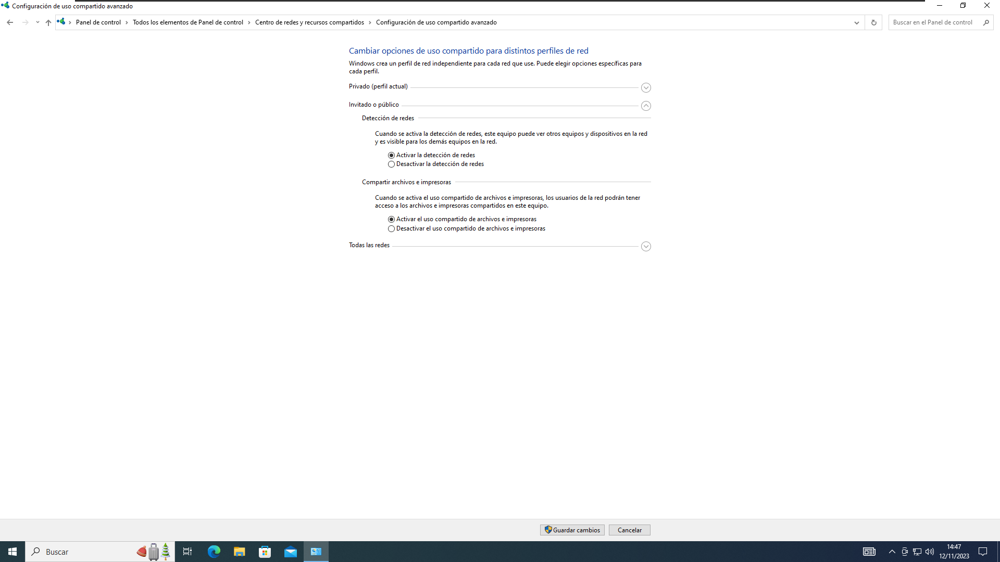 Configuración de uso compartido avanzado
Panel de control > Todos los elementos de Panel de control > Centro de redes y recursos compartidos > Configuración de uso compartido avanzado
Buscar en el Panel de control
Cambiar opciones de uso compartido para distintos perfiles de red
Windows crea un perfil de red independiente para cada red que use. Puede elegir opciones específicas para
cada perfil.
Privado (perfil actual)
Invitado o público
Detección de redes
Cuando se activa la detección de redes, este equipo puede ver otros equipos y dispositivos en la red
y es visible para los demás equipos en la red.
Activar la detección de redes
Desactivar la detección de redes
Compartir archivos e impresoras
Cuando se activa el uso compartido de archivos e impresoras, los usuarios de la red podrán tener
acceso a los archivos e impresoras compartidos en este equipo.
Activar el uso compartido de archivos e impresoras
Desactivar el uso compartido de archivos e impresoras
Todas las redes
Guardar cambios
Cancelar
Buscar
14:47
12/11/2023